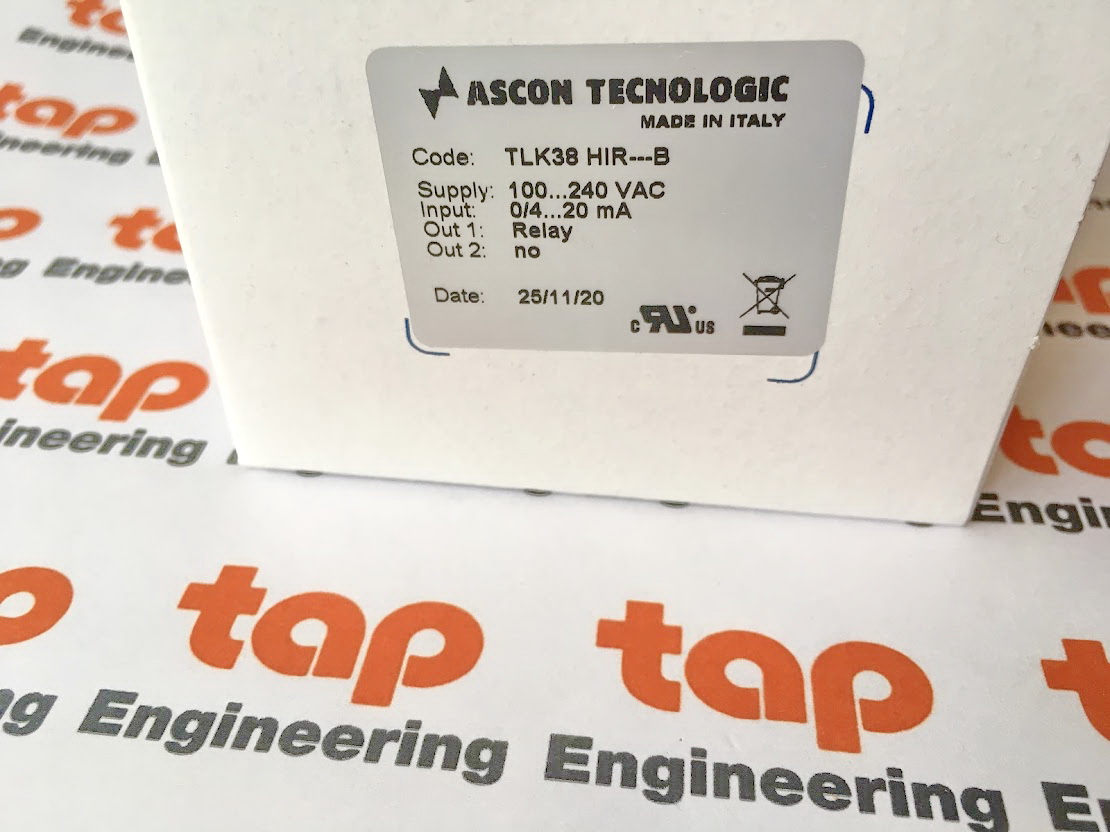 ASCON TECNOLOGIC
MADE IN ITALY
Code: TLK38 HIR---B
Supply: 100...240 VAC
Input: 0/4...20 mA
Out 1: Relay
Out 2: no
Date: 25/11/20
c RU US
tap
Engineering
tap
Engineering
tap
Engineering
tap
Engineering
tap tap
Engineering Engineering